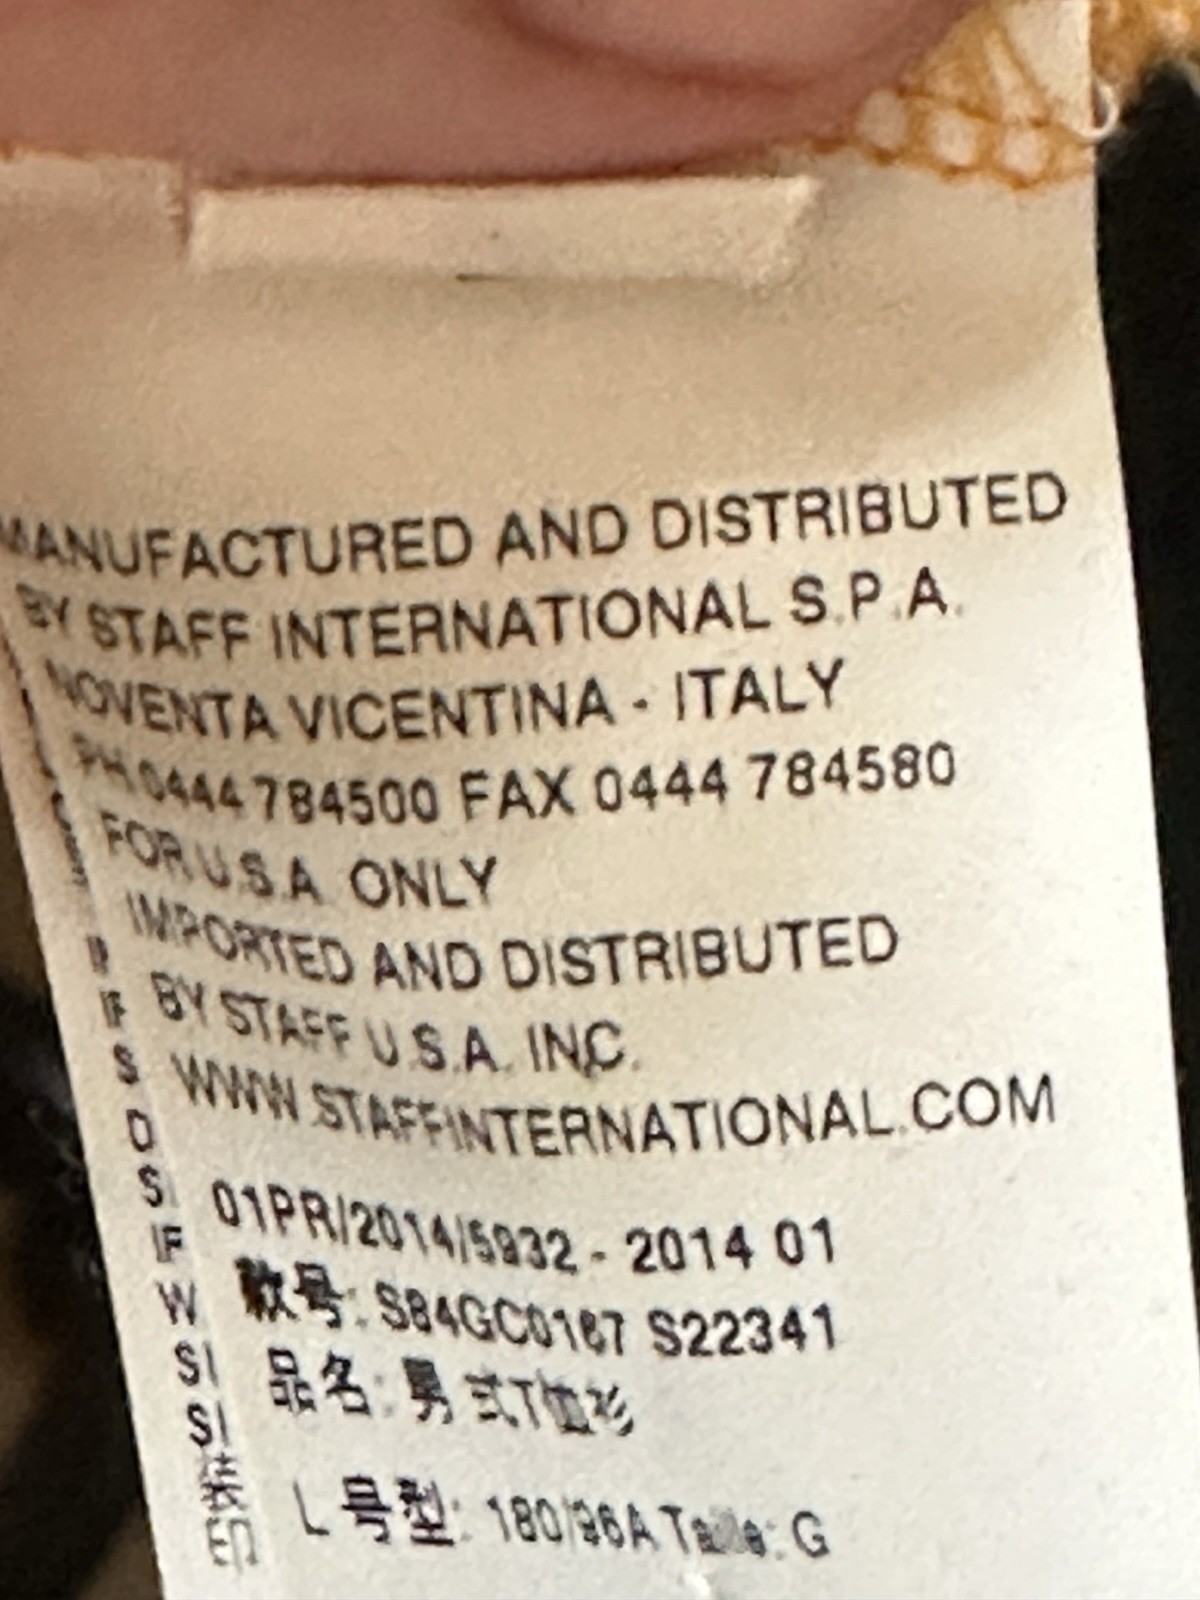 MANUFACTURED AND DISTRIBUTED
BY STAFF INTERNATIONAL S.P.A.
NOVENTA VICENTINA - ITALY
PH 0444 784500 FAX 0444 784580
FOR U.S.A. ONLY
IMPORTED AND DISTRIBUTED
BY STAFF U.S.A. INC.
WWW.STAFFINTERNATIONAL.COM
01PR/2014/5932 - 2014 01
款号: S84GC0167 S22341
品名: 男式T恤衫
L 号型: 180/96A Taille: G